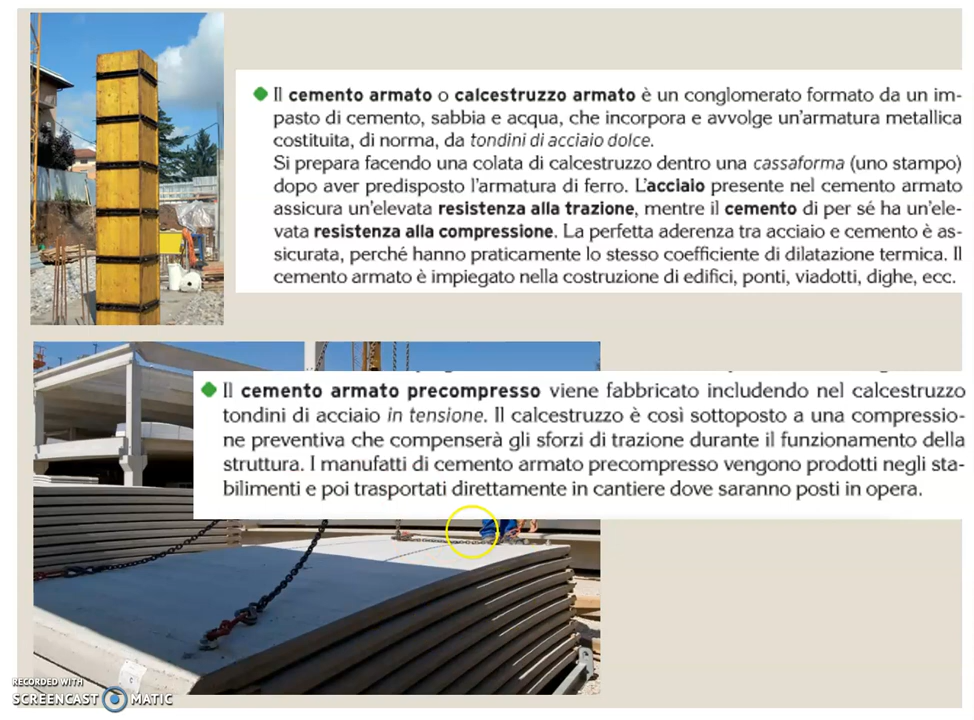 Il cemento armato o calcestruzzo armato è un conglomerato formato da un im-
pasto di cemento, sabbia e acqua, che incorpora e avvolge un'armatura metallica
costituita, di norma, da tondini di acciaio dolce.
Si prepara facendo una colata di calcestruzzo dentro una cassaforma (uno stampo)
dopo aver predisposto l'armatura di ferro. L'acciaio presente nel cemento armato
assicura un'elevata resistenza alla trazione, mentre il cemento di per sé ha un'ele-
vata resistenza alla compressione. La perfetta aderenza tra acciaio e cemento è as-
sicurata, perché hanno praticamente lo stesso coefficiente di dilatazione termica. Il
cemento armato è impiegato nella costruzione di edifici, ponti, viadotti, dighe, ecc.
Il cemento armato precompresso viene fabbricato includendo nel calcestruzzo
tondini di acciaio in tensione. Il calcestruzzo è così sottoposto a una compressio-
ne preventiva che compenserà gli sforzi di trazione durante il funzionamento della
struttura. I manufatti di cemento armato precompresso vengono prodotti negli sta-
bilimenti e poi trasportati direttamente in cantiere dove saranno posti in opera.
RECORDED WITH
SCREENCAST MATIC